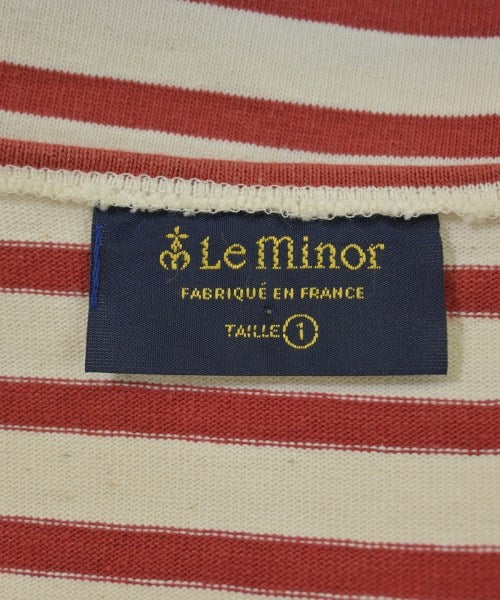 Le Minor
FABRIQUÉ EN FRANCE
TAILLE 1